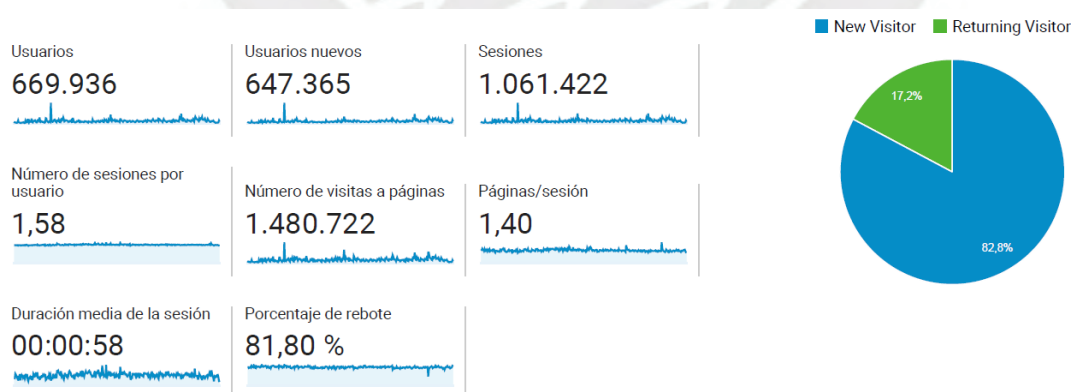 New Visitor Returning Visitor
Usuarios Usuarios nuevos Sesiones
669.936 647.365 1.061.422
17,2%
Número de sesiones por
usuario
Número de visitas a páginas Páginas/sesión
1,58 1.480.722 1,40
82,8%
Duración media de la sesión Porcentaje de rebote
00:00:58 81,80 %